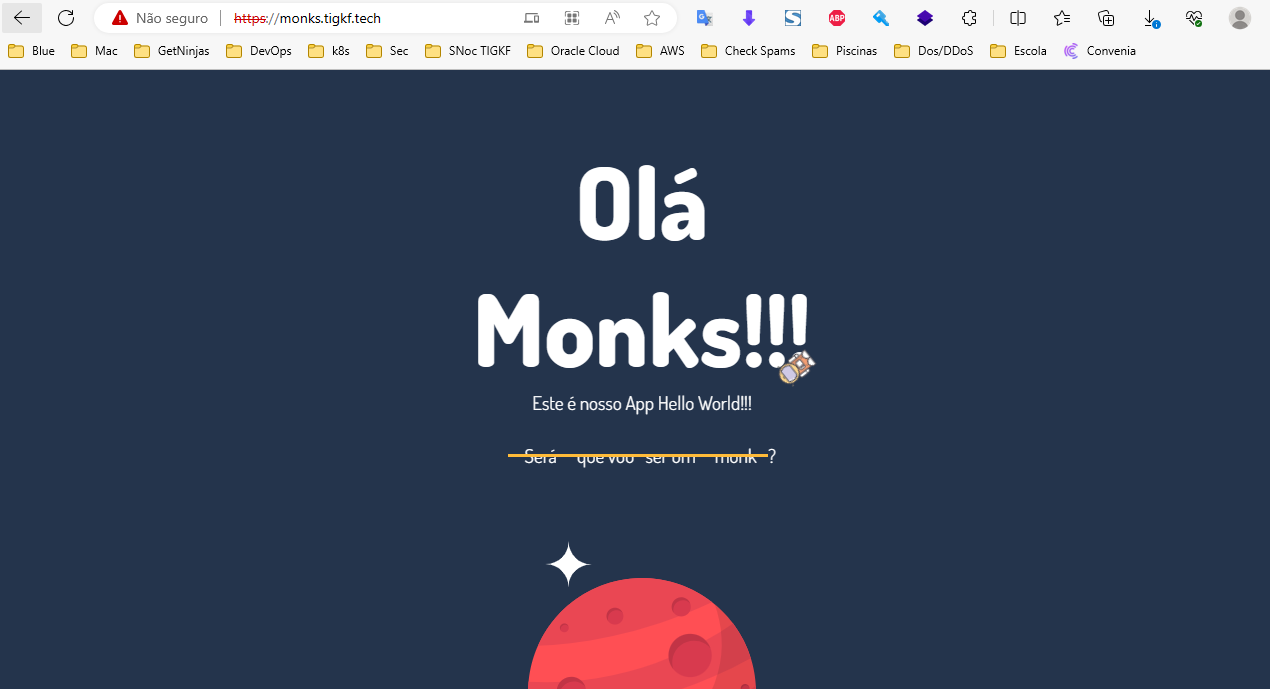 Não seguro https://monks.tigkf.tech ABP
Blue Mac GetNinjas DevOps k8s Sec SNoc TIGKF Oracle Cloud AWS Check Spams Piscinas Dos/DDoS Escola Convenia
Olá
Monks!!!
Este é nosso App Hello World!!!
Será que vou ser um monk ?